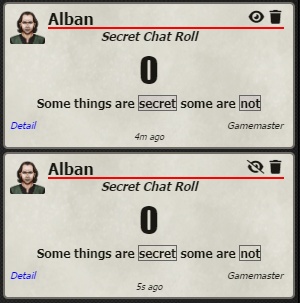 Alban
Secret Chat Roll
0
Some things are secret some are not
Detail
Gamemaster
4m ago
Alban
Secret Chat Roll
0
Some things are secret some are not
Detail
Gamemaster
5s ago